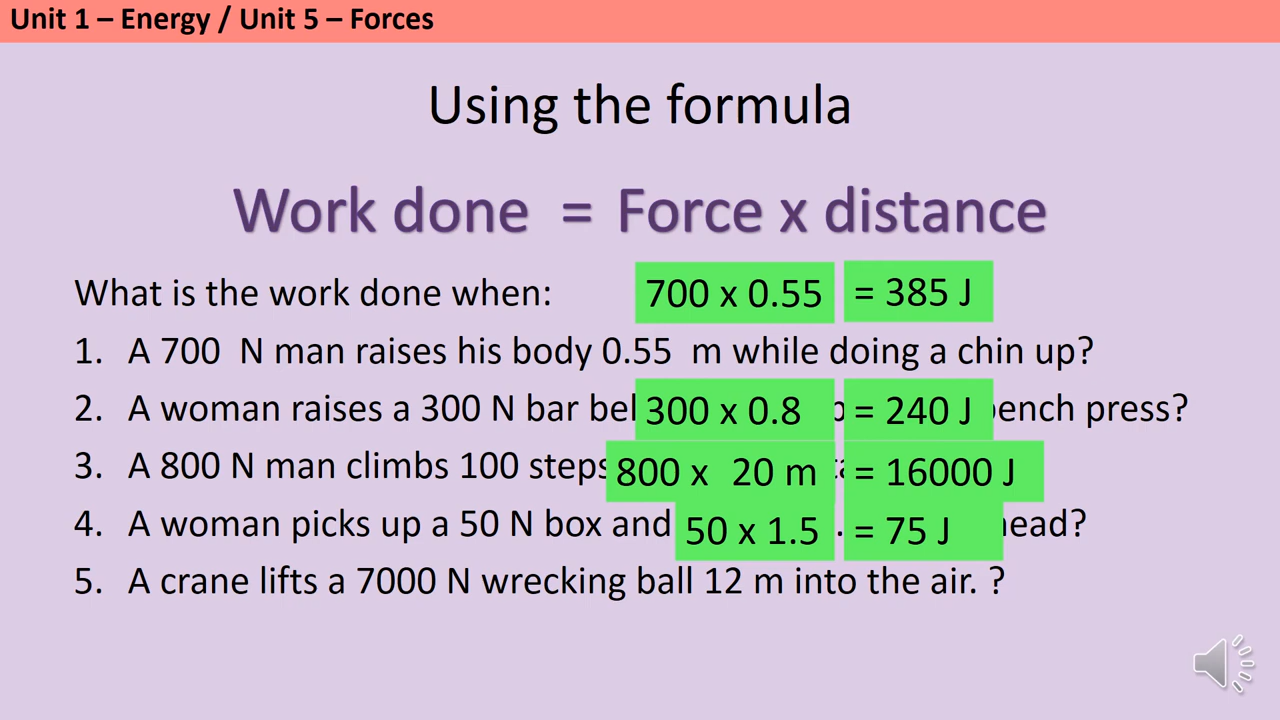 Unit 1 – Energy / Unit 5 – Forces
Using the formula
Work done = Force x distance
What is the work done when: 700 x 0.55 = 385 J
1. A 700 N man raises his body 0.55 m while doing a chin up?
2. A woman raises a 300 N bar 300 x 0.8 = 240 J press?
3. A 800 N man climbs 100 steps 800 x 20 m = 16000 J
4. A woman picks up a 50 N box and 50 x 1.5 = 75 J
5. A crane lifts a 7000 N wrecking ball 12 m into the air. ?